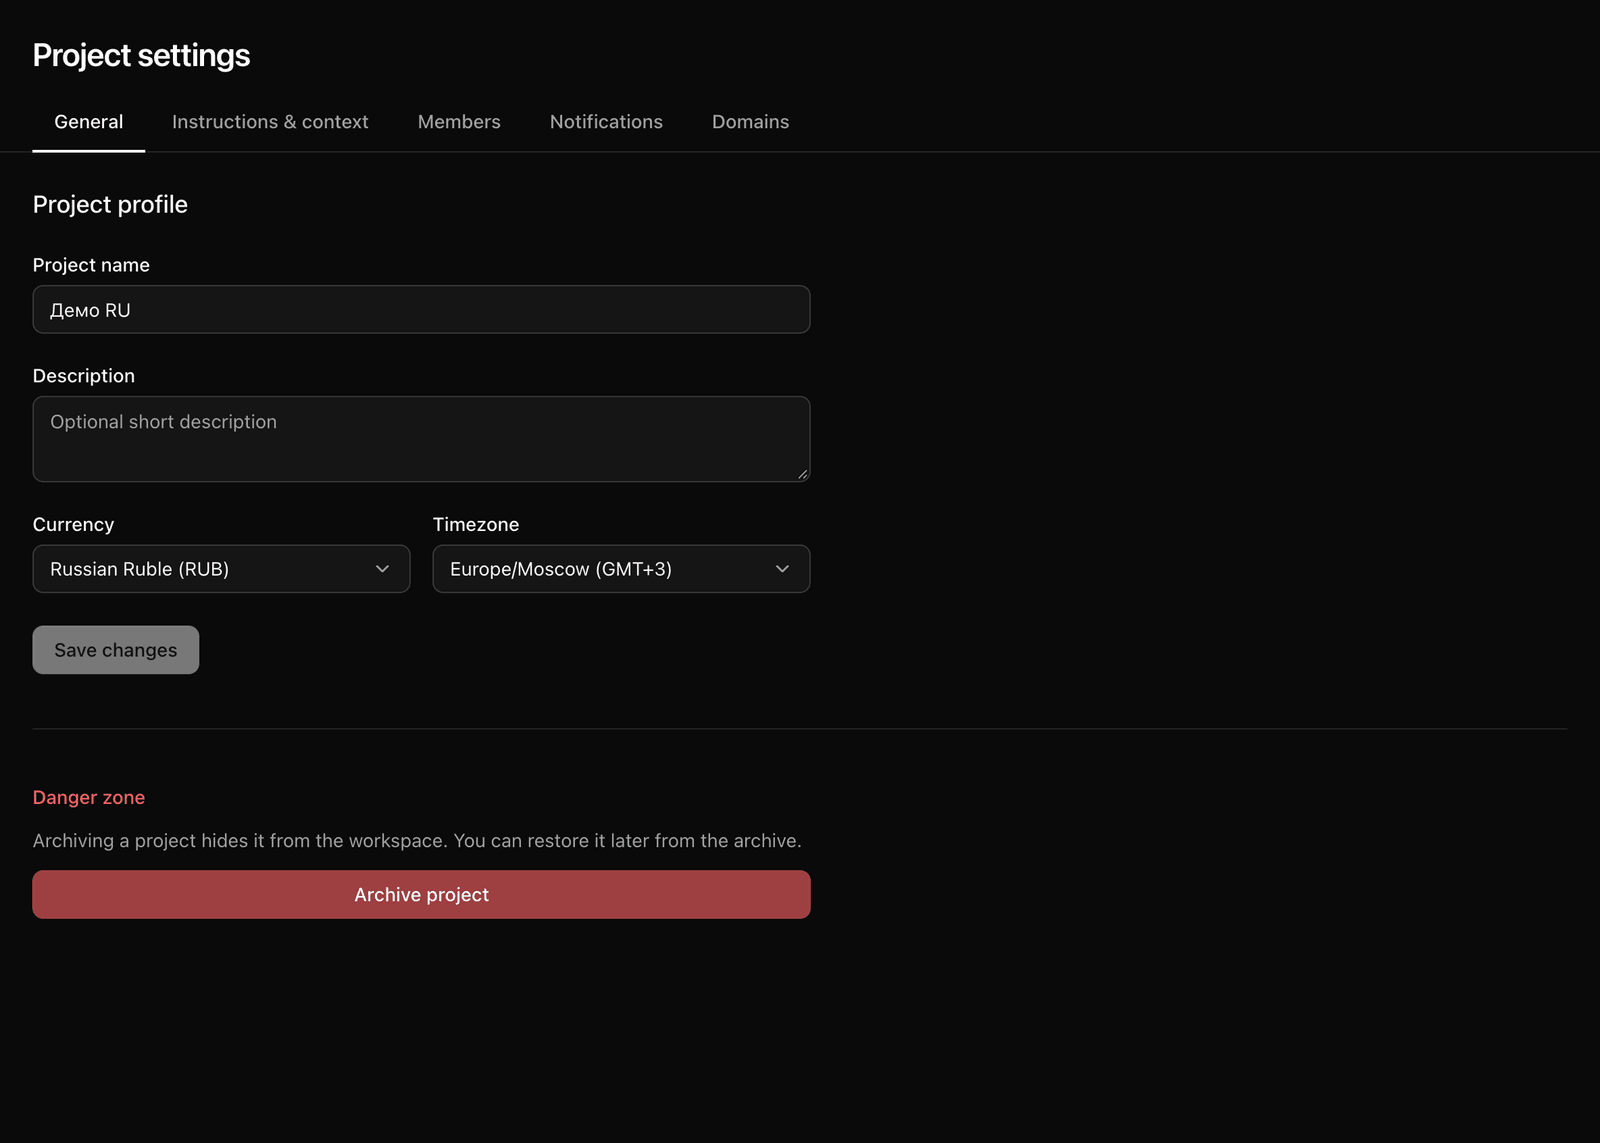 Project settings
General
Instructions & context
Members
Notifications
Domains
Project profile
Project name
Демо RU
Description
Optional short description
Currency
Timezone
Russian Ruble (RUB)
Europe/Moscow (GMT+3)
Save changes
Danger zone
Archiving a project hides it from the workspace. You can restore it later from the archive.
Archive project